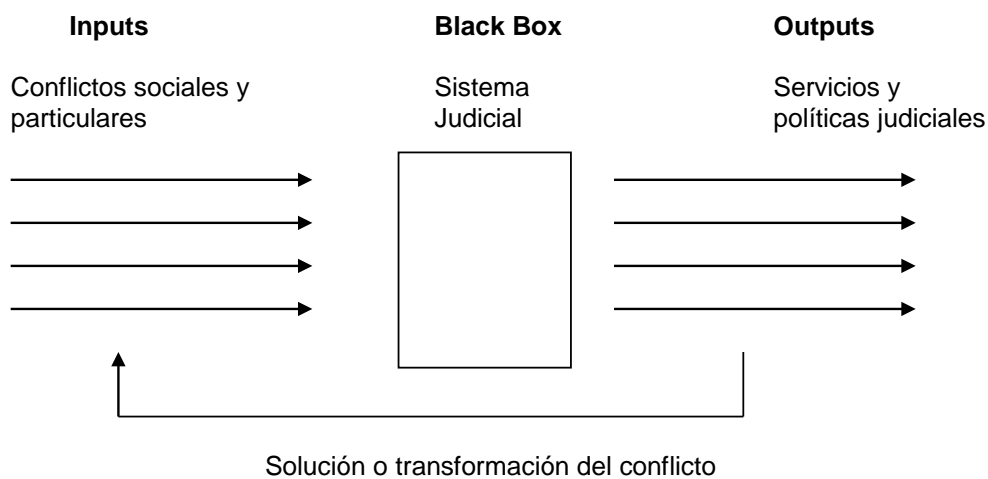 Inputs
Black Box
Outputs
Conflictos sociales y
particulares
Sistema
Judicial
Servicios y
políticas judiciales
Solución o transformación del conflicto